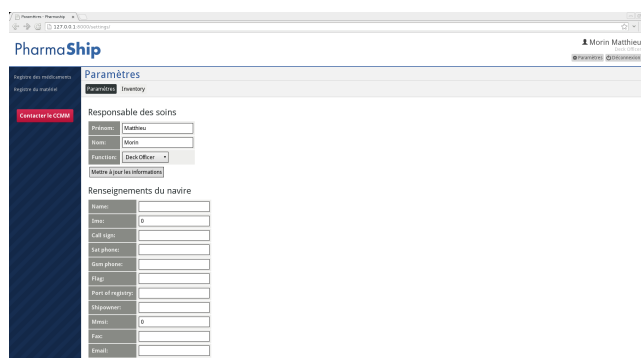 Paramètres - Pharmaship
127.0.0.1:8000/settings/
PharmaShip
Morin Matthieu
Deck Officer
Paramètres Déconnexion
Registre des médicaments
Registre du matériel
Contacter le CCMM
Paramètres
Paramètres Inventory
Responsable des soins
Prénom: Matthieu
Nom: Morin
Function: Deck Officer
Mettre à jour les informations
Renseignements du navire
Name:
Imo: 0
Call sign:
Sat phone:
Gsm phone:
Flag:
Port of registry:
Shipowner:
Mmsi: 0
Fax:
Email: